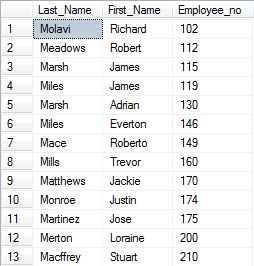 Last_Name First_Name Employee_no
1 Molavi Richard 102
2 Meadows Robert 112
3 Marsh James 115
4 Miles James 119
5 Marsh Adrian 130
6 Miles Everton 146
7 Mace Roberto 149
8 Mills Trevor 160
9 Matthews Jackie 170
10 Monroe Justin 174
11 Martinez Jose 175
12 Merton Loraine 200
13 Macffrey Stuart 210